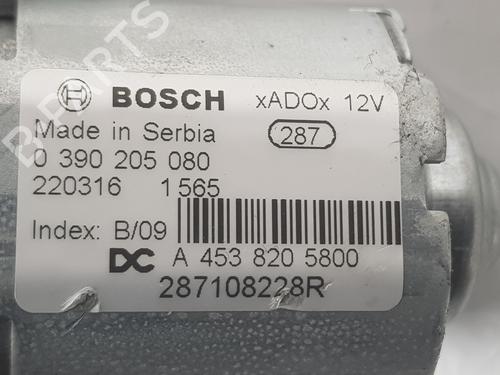 BOSCH xADOx 12V
Made in Serbia 287
0 390 205 080
220316 1 565
Index: B/09
DC A 453 820 5800
287108228R
B-PARTS